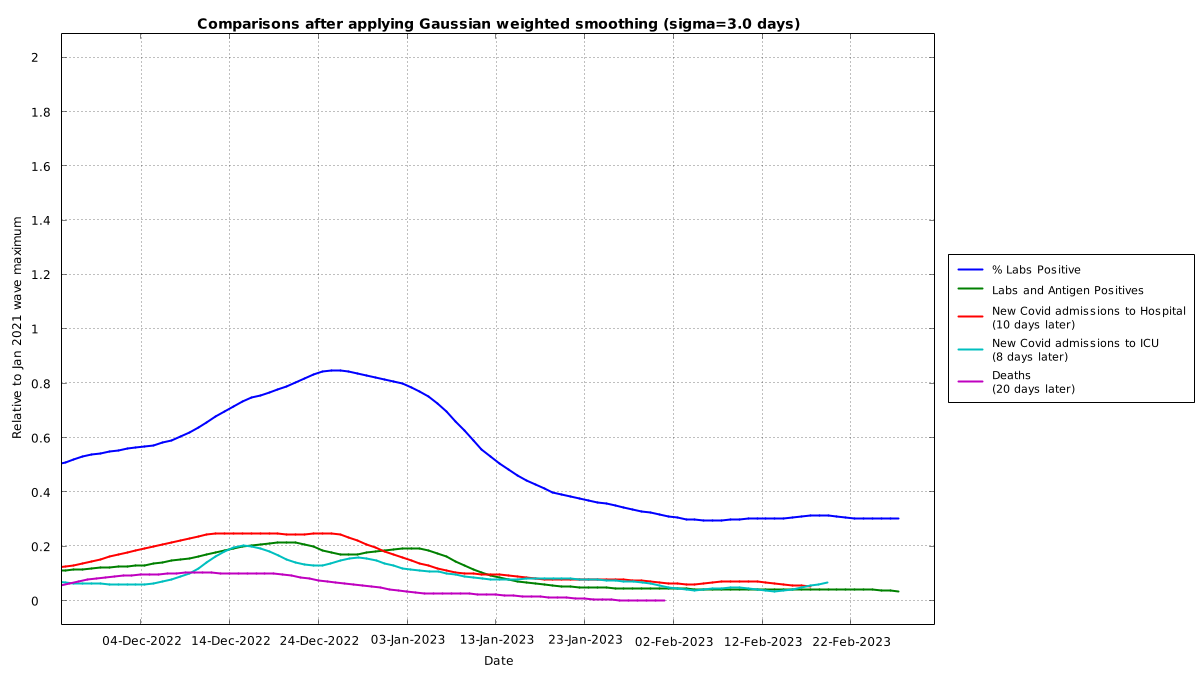 Comparisons after applying Gaussian weighted smoothing (sigma=3.0 days)
2
1.8
1.6
1.4
1.2
1
0.8
0.6
0.4
0.2
0
Relative to Jan 2021 wave maximum
04-Dec-2022 14-Dec-2022 24-Dec-2022 03-Jan-2023 13-Jan-2023 23-Jan-2023 02-Feb-2023 12-Feb-2023 22-Feb-2023
Date
% Labs Positive
Labs and Antigen Positives
New Covid admissions to Hospital
(10 days later)
New Covid admissions to ICU
(8 days later)
Deaths
(20 days later)